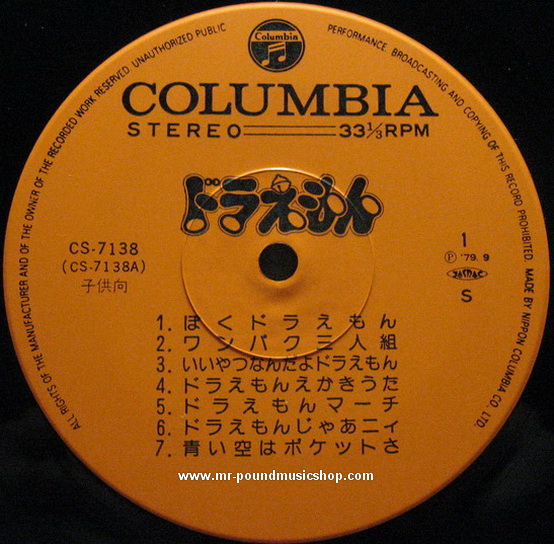 Columbia
ALL RIGHTS OF THE MANUFACTURER AND OF THE OWNER OF THE RECORDED WORK RESERVED. UNAUTHORIZED PUBLIC PERFORMANCE, BROADCASTING AND COPYING OF THIS RECORD PROHIBITED. MADE BY NIPPON COLUMBIA CO. LTD.
COLUMBIA
STEREO 33⅓RPM
ドラえもん
CS-7138
(CS-7138A)
子供向
1
Ⓟ '79. 9
JASRAC
S
1. ぼくドラえもん
2. ワンパク三人組
3. いいやつなんだよドラえもん
4. ドラえもんえかきうた
5. ドラえもんマーチ
6. ドラえもんじゃあニィ
7. 青い空はポケットさ
www.mr-poundmusicshop.com